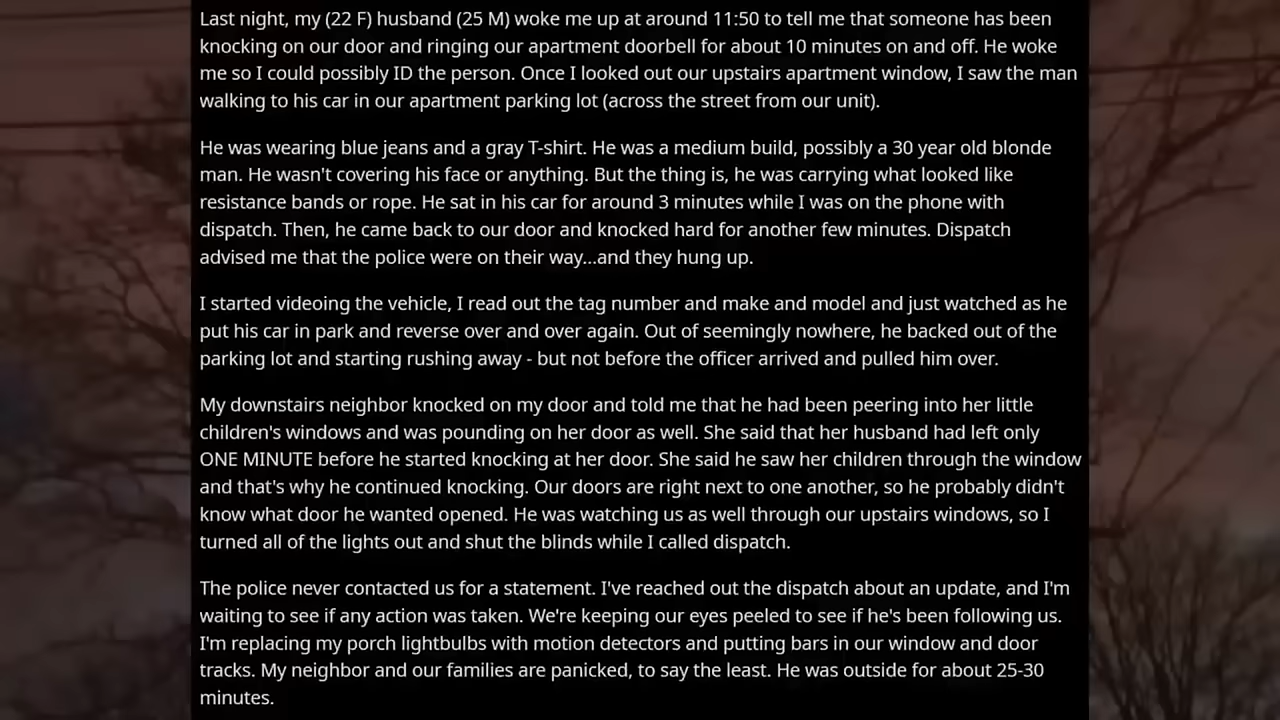 Last night, my (22 F) husband (25 M) woke me up at around 11:50 to tell me that someone has been
knocking on our door and ringing our apartment doorbell for about 10 minutes on and off. He woke
me so I could possibly ID the person. Once I looked out our upstairs apartment window, I saw the man
walking to his car in our apartment parking lot (across the street from our unit).
He was wearing blue jeans and a gray T-shirt. He was a medium build, possibly a 30 year old blonde
man. He wasn't covering his face or anything. But the thing is, he was carrying what looked like
resistance bands or rope. He sat in his car for around 3 minutes while I was on the phone with
dispatch. Then, he came back to our door and knocked hard for another few minutes. Dispatch
advised me that the police were on their way...and they hung up.
I started videoing the vehicle, I read out the tag number and make and model and just watched as he
put his car in park and reverse over and over again. Out of seemingly nowhere, he backed out of the
parking lot and starting rushing away - but not before the officer arrived and pulled him over.
My downstairs neighbor knocked on my door and told me that he had been peering into her little
children's windows and was pounding on her door as well. She said that her husband had left only
ONE MINUTE before he started knocking at her door. She said he saw her children through the window
and that's why he continued knocking. Our doors are right next to one another, so he probably didn't
know what door he wanted opened. He was watching us as well through our upstairs windows, so I
turned all of the lights out and shut the blinds while I called dispatch.
The police never contacted us for a statement. I've reached out the dispatch about an update, and I'm
waiting to see if any action was taken. We're keeping our eyes peeled to see if he's been following us.
I'm replacing my porch lightbulbs with motion detectors and putting bars in our window and door
tracks. My neighbor and our families are panicked, to say the least. He was outside for about 25-30
minutes.